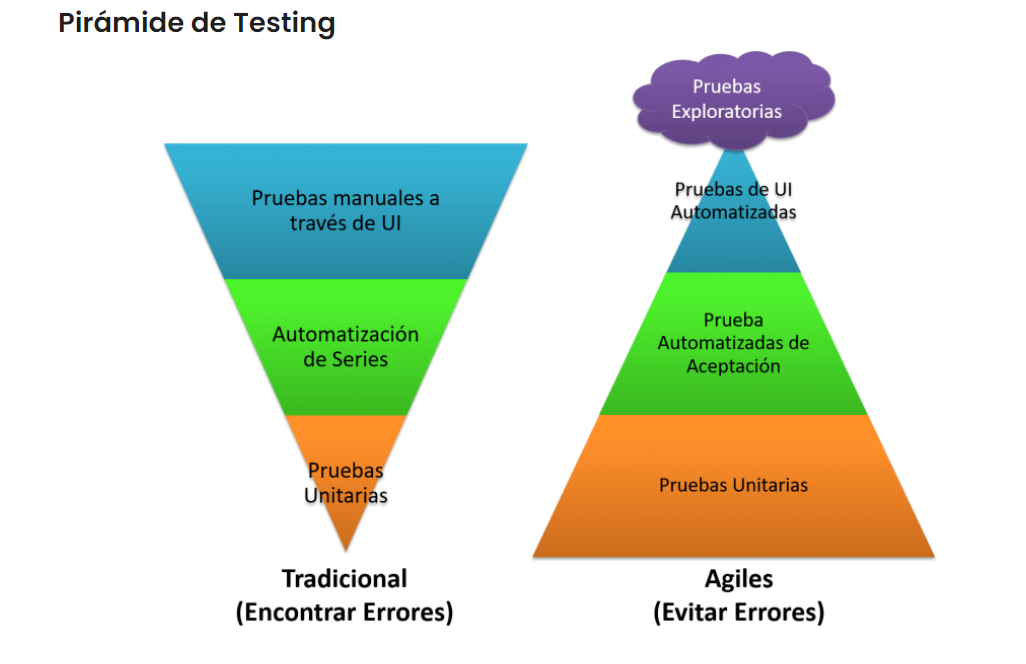 Pirámide de Testing
Pruebas manuales a
través de UI
Automatización
de Series
Pruebas
Unitarias
Tradicional
(Encontrar Errores)
Pruebas
Exploratorias
Pruebas de UI
Automatizadas
Prueba
Automatizadas de
Aceptación
Pruebas Unitarias
Agiles
(Evitar Errores)